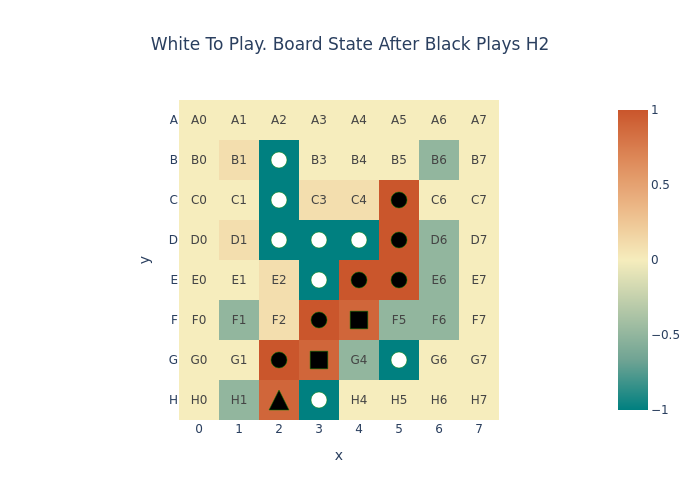 White To Play. Board State After Black Plays H2
A A0 A1 A2 A3 A4 A5 A6 A7
B B0 B1 B3 B4 B5 B6 B7
C C0 C1 C3 C4 C6 C7
D D0 D1 D6 D7
E E0 E1 E2 E6 E7
F F0 F1 F2 F5 F6 F7
G G0 G1 G4 G6 G7
H H0 H1 H4 H5 H6 H7
0 1 2 3 4 5 6 7
x
y
1
0.5
0
−0.5
−1